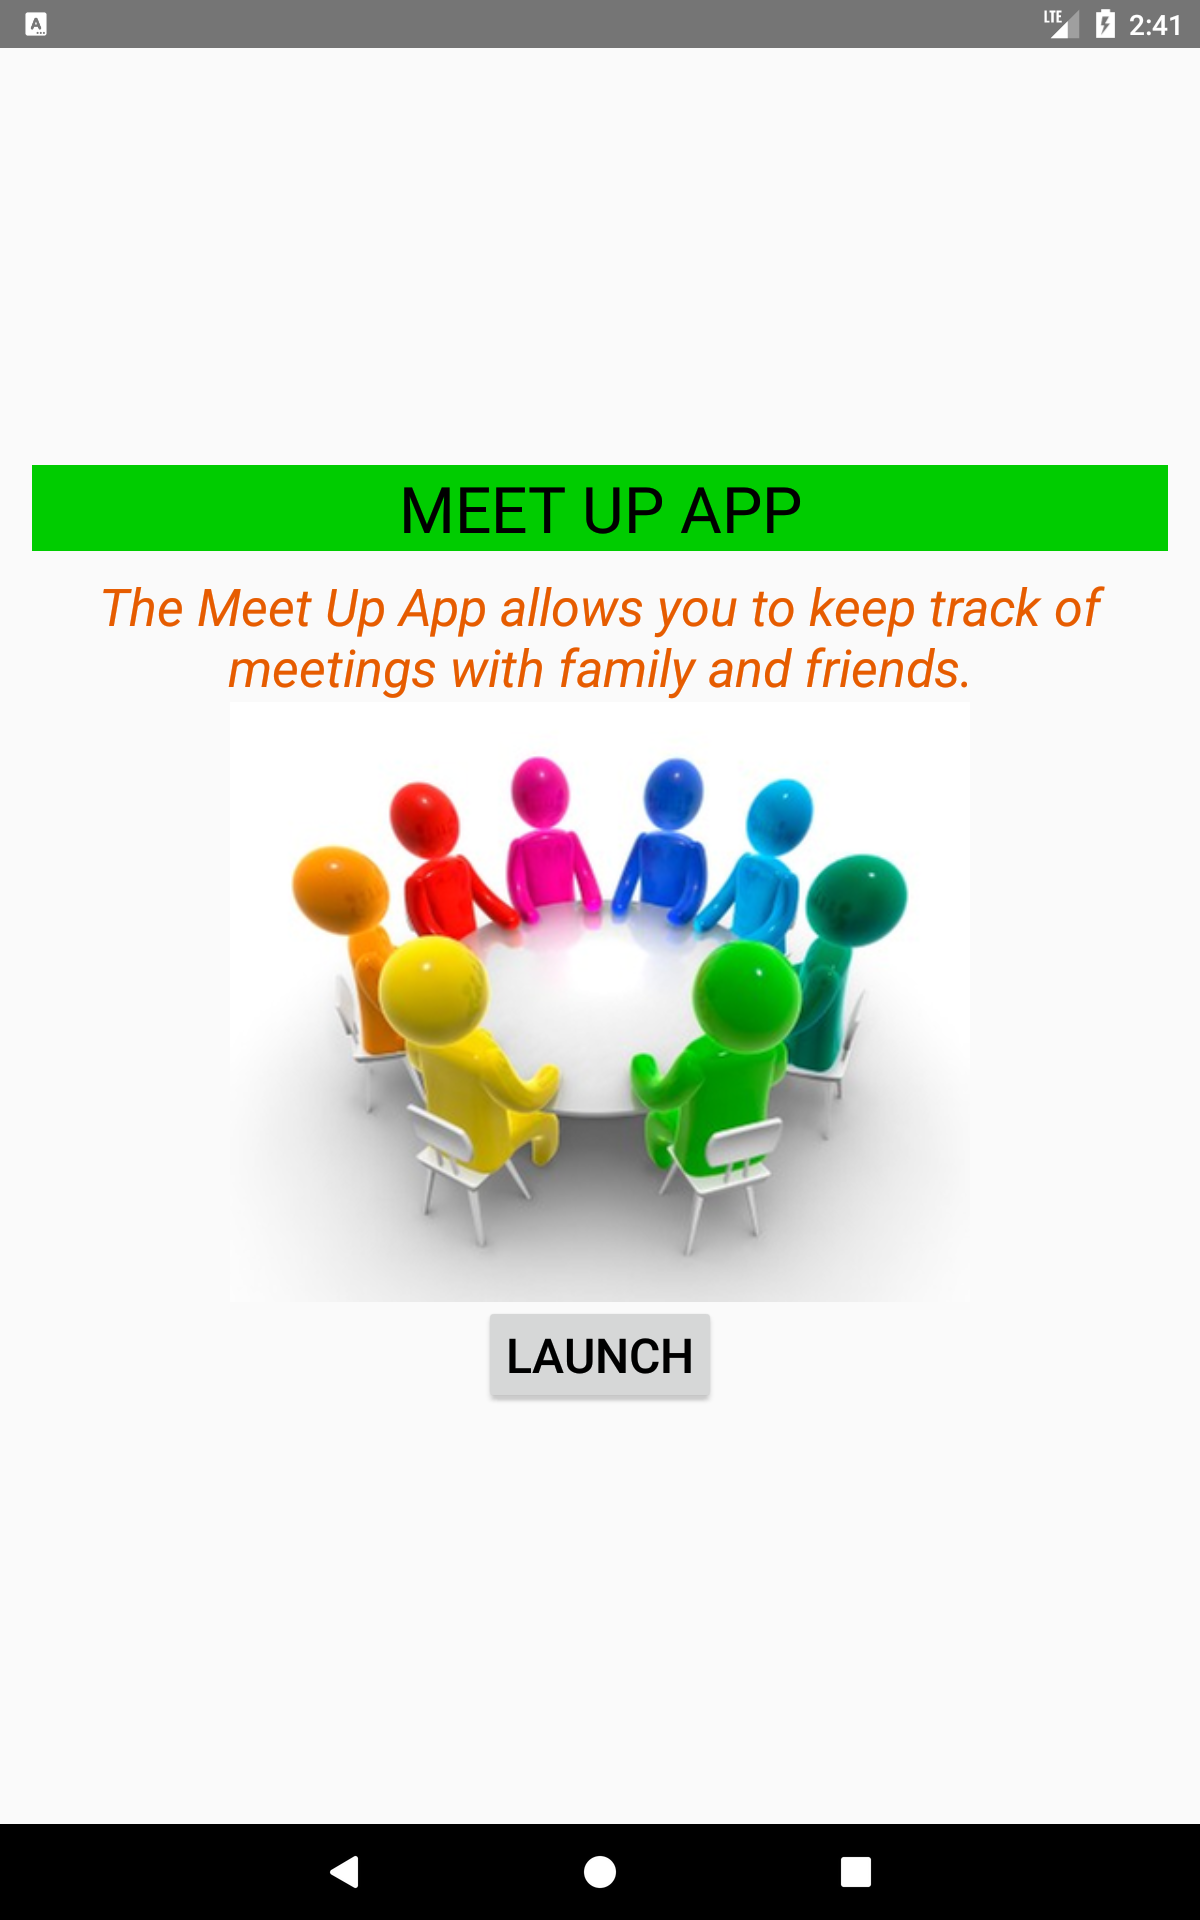 A
LTE 2:41
MEET UP APP
The Meet Up App allows you to keep track of
meetings with family and friends.
LAUNCH